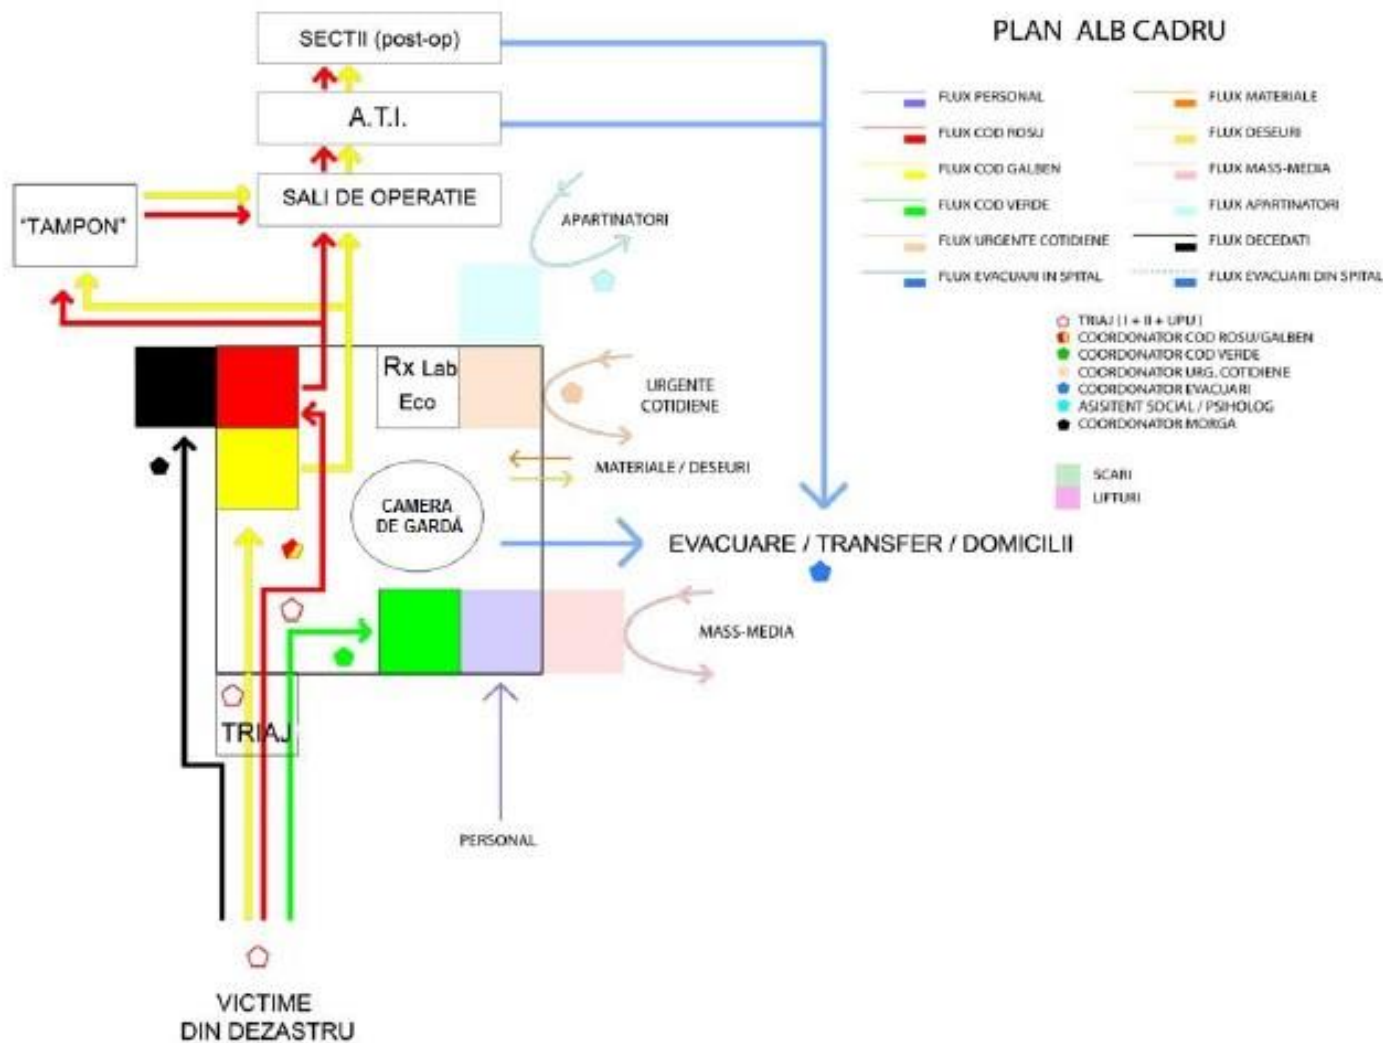 PLAN ALB CADRU
SECTII (post-op)
A.T.I.
SALI DE OPERATIE
"TAMPON"
APARTINATORI
FLUX PERSONAL
FLUX COD ROSU
FLUX COD GALBEN
FLUX COD VERDE
FLUX URGENTE COTIDIENE
FLUX EVACUARI IN SPITAL
FLUX MATERIALE
FLUX DESEURI
FLUX MASS-MEDIA
FLUX APARTINATORI
FLUX DECEDATI
FLUX EVACUARI DIN SPITAL
TRIAJ ( I + II + UPU )
COORDONATOR COD ROSU/GALBEN
COORDONATOR COD VERDE
COORDONATOR URG. COTIDIENE
COORDONATOR EVACUARI
ASISITENT SOCIAL / PSIHOLOG
COORDONATOR MORGA
SCARI
LIFTURI
Rx Lab
Eco
URGENTE
COTIDIENE
MATERIALE / DESEURI
CAMERA
DE GARDĂ
EVACUARE / TRANSFER / DOMICILII
MASS-MEDIA
TRIAJ
PERSONAL
VICTIME
DIN DEZASTRU